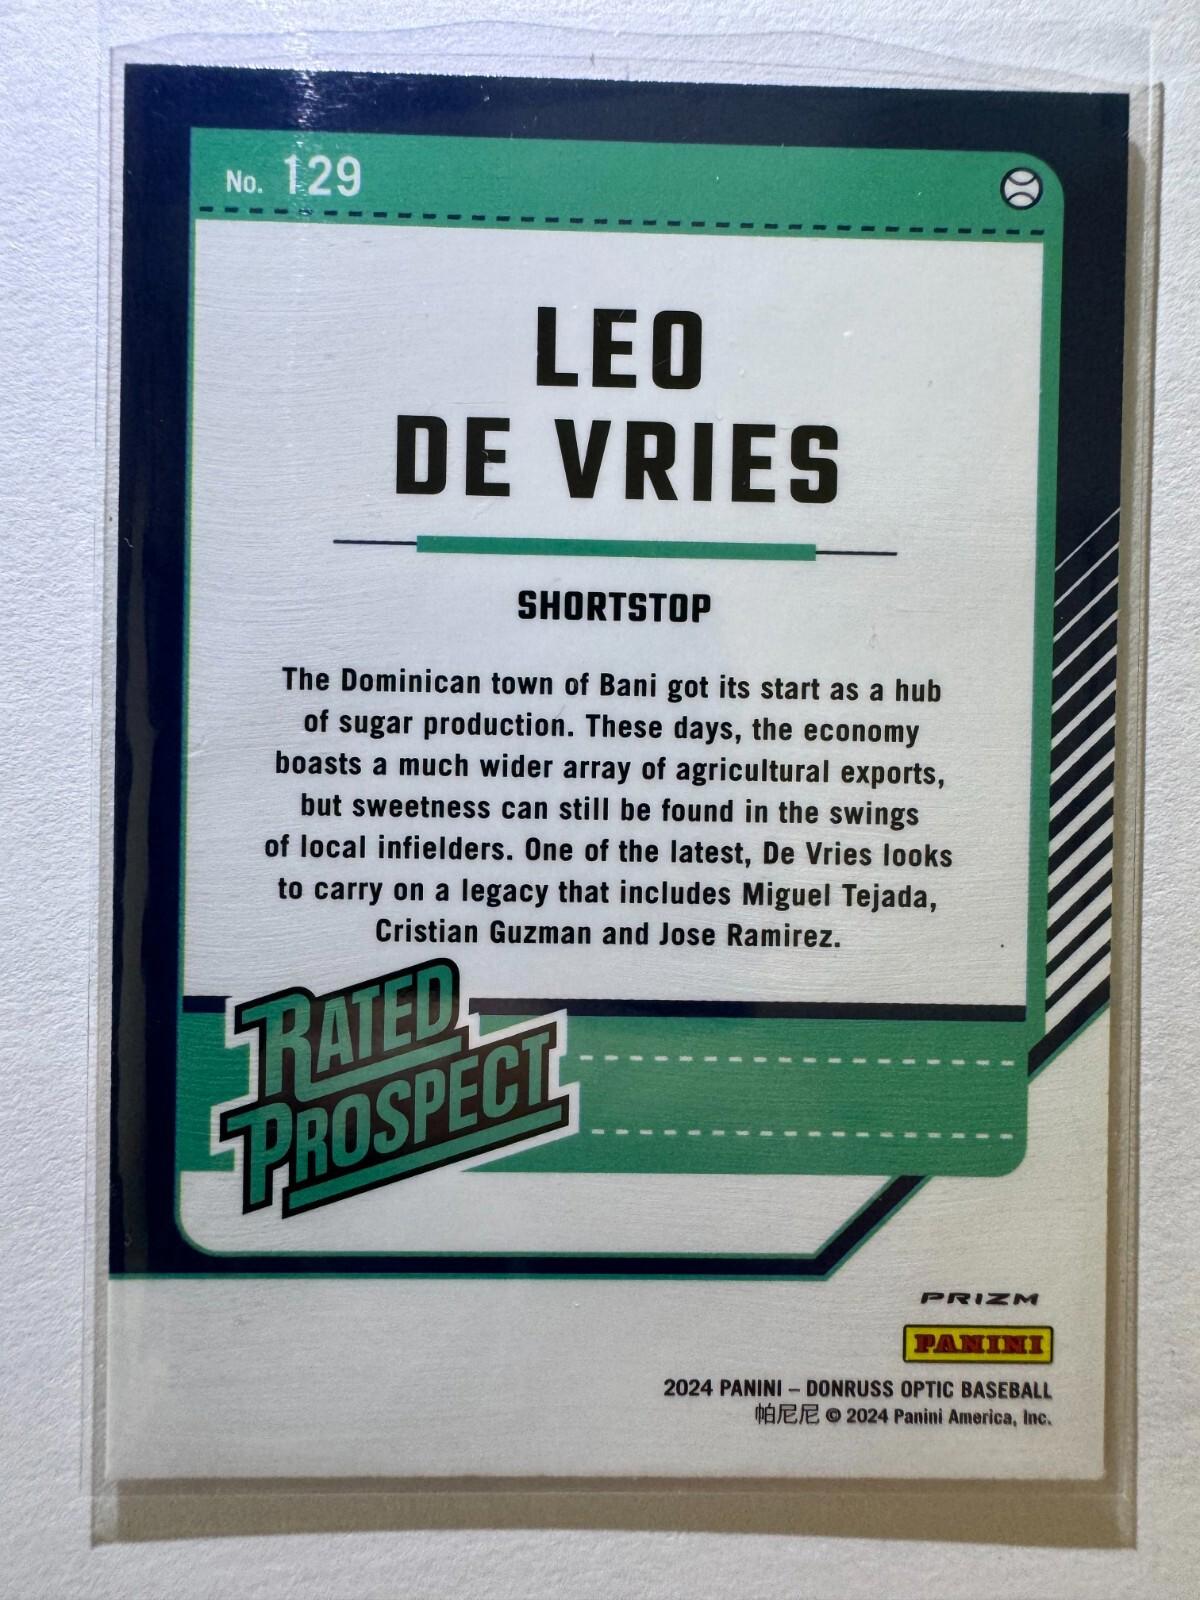 No. 129
LEO
DE VRIES
SHORTSTOP
The Dominican town of Bani got its start as a hub
of sugar production. These days, the economy
boasts a much wider array of agricultural exports,
but sweetness can still be found in the swings
of local infielders. One of the latest, De Vries looks
to carry on a legacy that includes Miguel Tejada,
Cristian Guzman and Jose Ramirez.
RATED
PROSPECT
PRIZM
PANINI
2024 PANINI – DONRUSS OPTIC BASEBALL
帕尼尼 © 2024 Panini America, Inc.